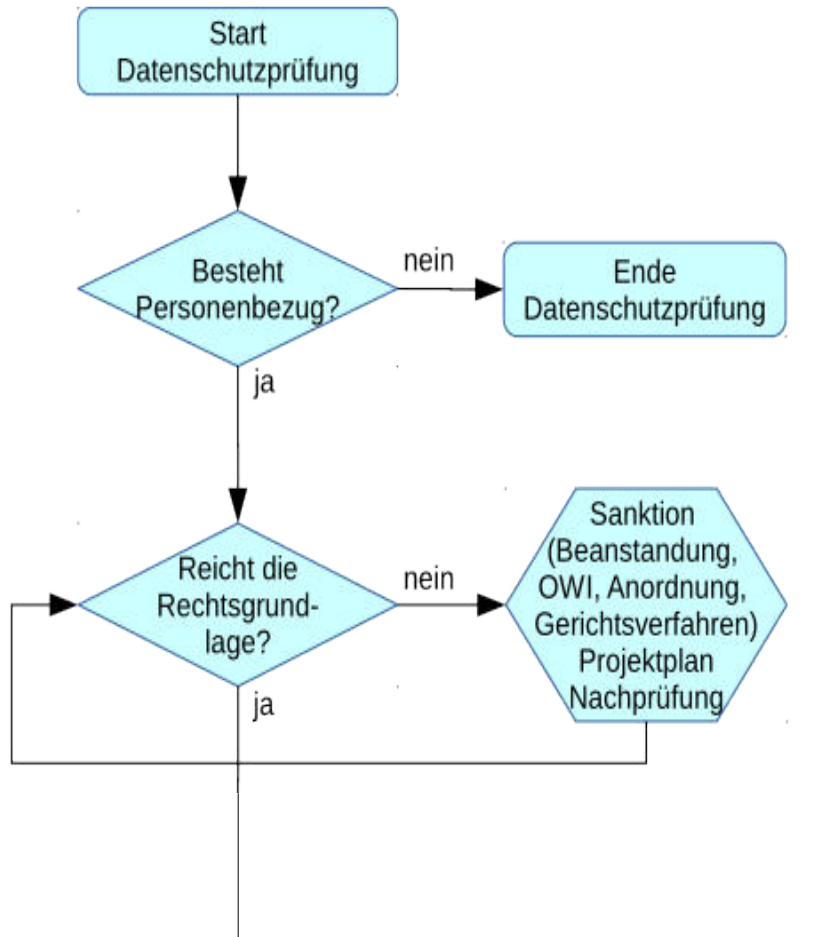 Start
Datenschutzprüfung
Besteht
Personenbezug?
nein
Ende
Datenschutzprüfung
ja
Reicht die
Rechtsgrund-
lage?
nein
Sanktion
(Beanstandung,
OWI, Anordnung,
Gerichtsverfahren)
Projektplan
Nachprüfung
ja